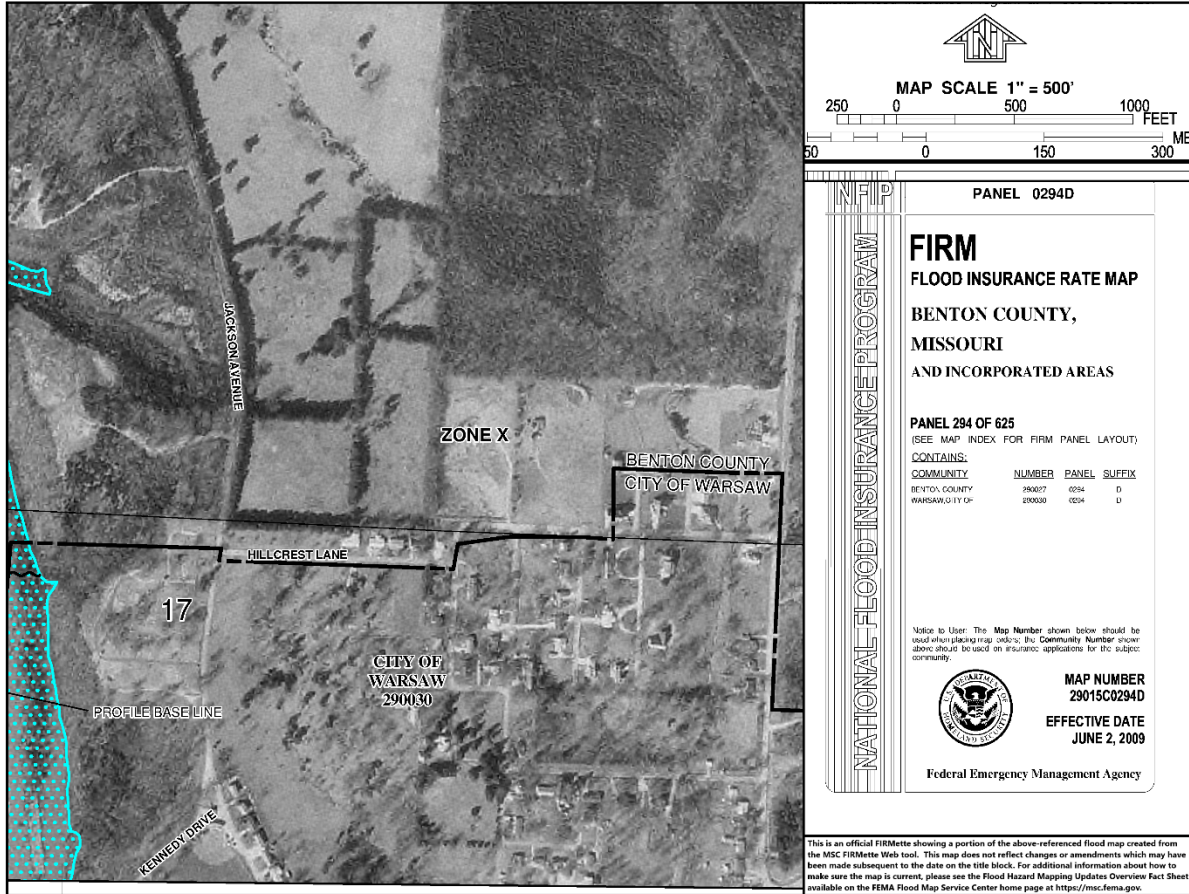 JACKSON AVENUE
ZONE X
BENTON COUNTY
CITY OF WARSAW
HILLCREST LANE
17
CITY OF
WARSAW
290030
PROFILE BASE LINE
KENNEDY DRIVE
N
MAP SCALE 1" = 500'
250 0 500 1000
FEET
50 0 150 300
NFIP
PANEL 0294D
NATIONAL FLOOD INSURANCE PROGRAM
FIRM
FLOOD INSURANCE RATE MAP
BENTON COUNTY,
MISSOURI
AND INCORPORATED AREAS
PANEL 294 OF 625
(SEE MAP INDEX FOR FIRM PANEL LAYOUT)
CONTAINS:
COMMUNITY NUMBER PANEL SUFFIX
BENTON COUNTY 290027 0294 D
WARSAW, CITY OF 290030 0294 D
Notice to User: The Map Number shown below should be
used when placing map orders; the Community Number shown
above should be used on insurance applications for the subject
community.
U.S. DEPARTMENT OF
HOMELAND SECURITY
MAP NUMBER
29015C0294D
EFFECTIVE DATE
JUNE 2, 2009
Federal Emergency Management Agency
This is an official FIRMette showing a portion of the above-referenced flood map created from
the MSC FIRMette Web tool. This map does not reflect changes or amendments which may have
been made subsequent to the date on the title block. For additional information about how to
make sure the map is current, please see the Flood Hazard Mapping Updates Overview Fact Sheet
available on the FEMA Flood Map Service Center home page at https://msc.fema.gov.